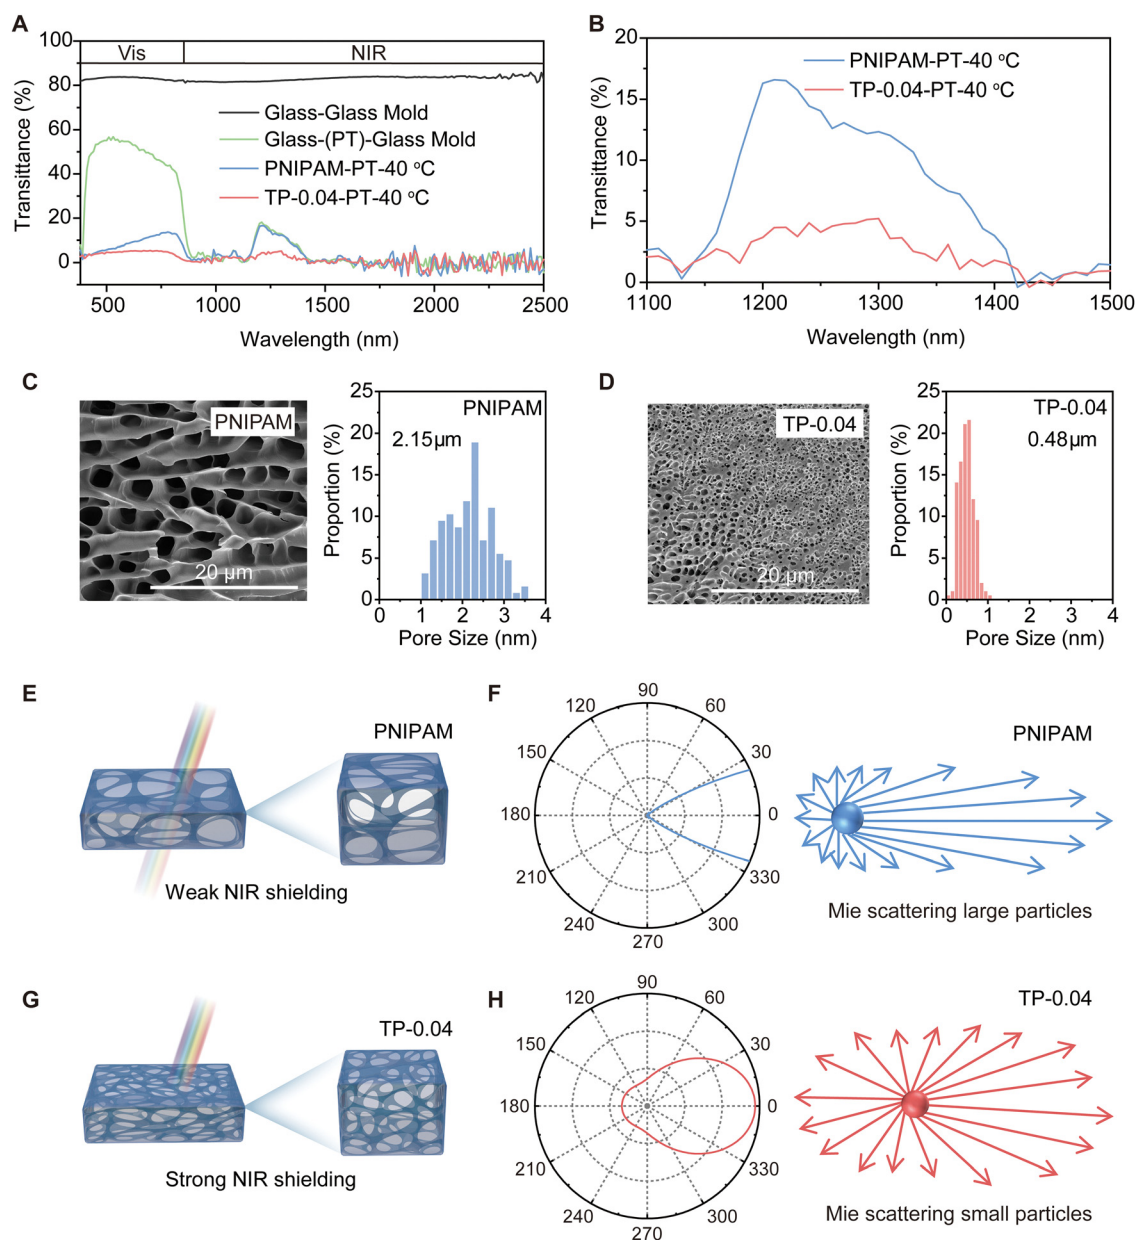 A
100
80
60
40
20
0
Vis
NIR
Glass-Glass Mold
Glass-(PT)-Glass Mold
PNIPAM-PT-40 °C
TP-0.04-PT-40 °C
500 1000 1500 2000 2500
Transittance (%)
Wavelength (nm)
B
20
15
10
5
0
PNIPAM-PT-40 °C
TP-0.04-PT-40 °C
1100 1200 1300 1400 1500
Transittance (%)
Wavelength (nm)
C
PNIPAM
20 μm
25
20
15
10
5
0
PNIPAM
2.15μm
0 1 2 3 4
Proportion (%)
Pore Size (nm)
D
TP-0.04
20 μm
25
20
15
10
5
0
TP-0.04
0.48μm
0 1 2 3 4
Proportion (%)
Pore Size (nm)
E
PNIPAM
Weak NIR shielding
F
90
120 60
150 30
180 0
210 330
240 300
270
PNIPAM
Mie scattering large particles
G
TP-0.04
Strong NIR shielding
H
90
120 60
150 30
180 0
210 330
240 300
270
TP-0.04
Mie scattering small particles